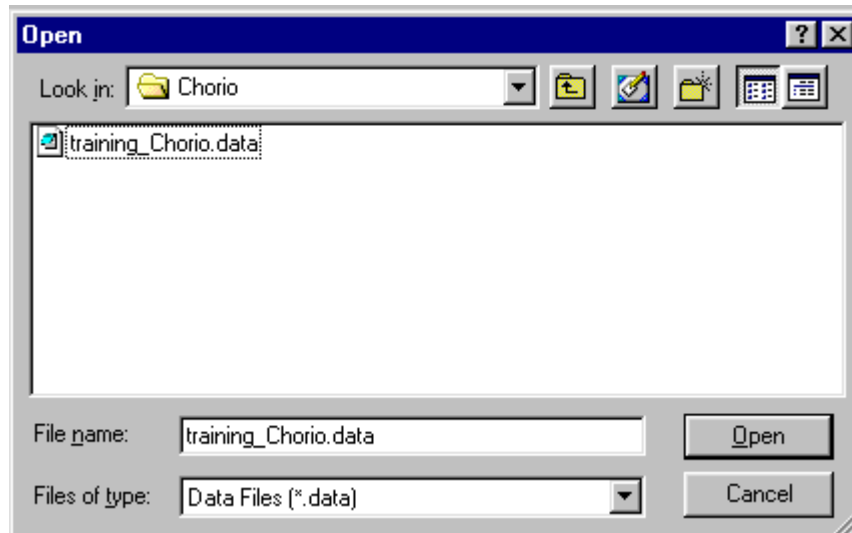 Open
Look in: Chorio
training_Chorio.data
File name: training_Chorio.data Open
Files of type: Data Files (*.data) Cancel